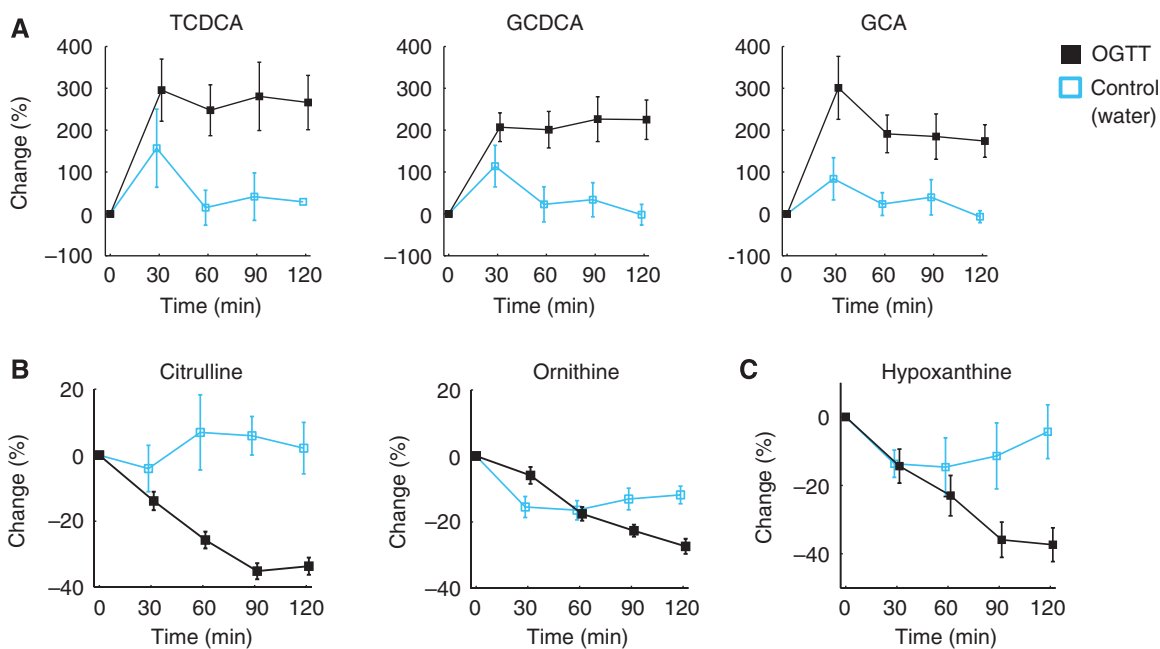 A
TCDCA
GCDCA
GCA
400
300
200
100
0
–100
Change (%)
0 30 60 90 120
Time (min)
400
300
200
100
0
–100
0 30 60 90 120
Time (min)
400
300
200
100
0
-100
0 30 60 90 120
Time (min)
OGTT
Control
(water)
B
Citrulline
20
0
–20
–40
Change (%)
0 30 60 90 120
Time (min)
Ornithine
20
0
–20
–40
Change (%)
0 30 60 90 120
Time (min)
C
Hypoxanthine
0
–20
–40
Change (%)
0 30 60 90 120
Time (min)